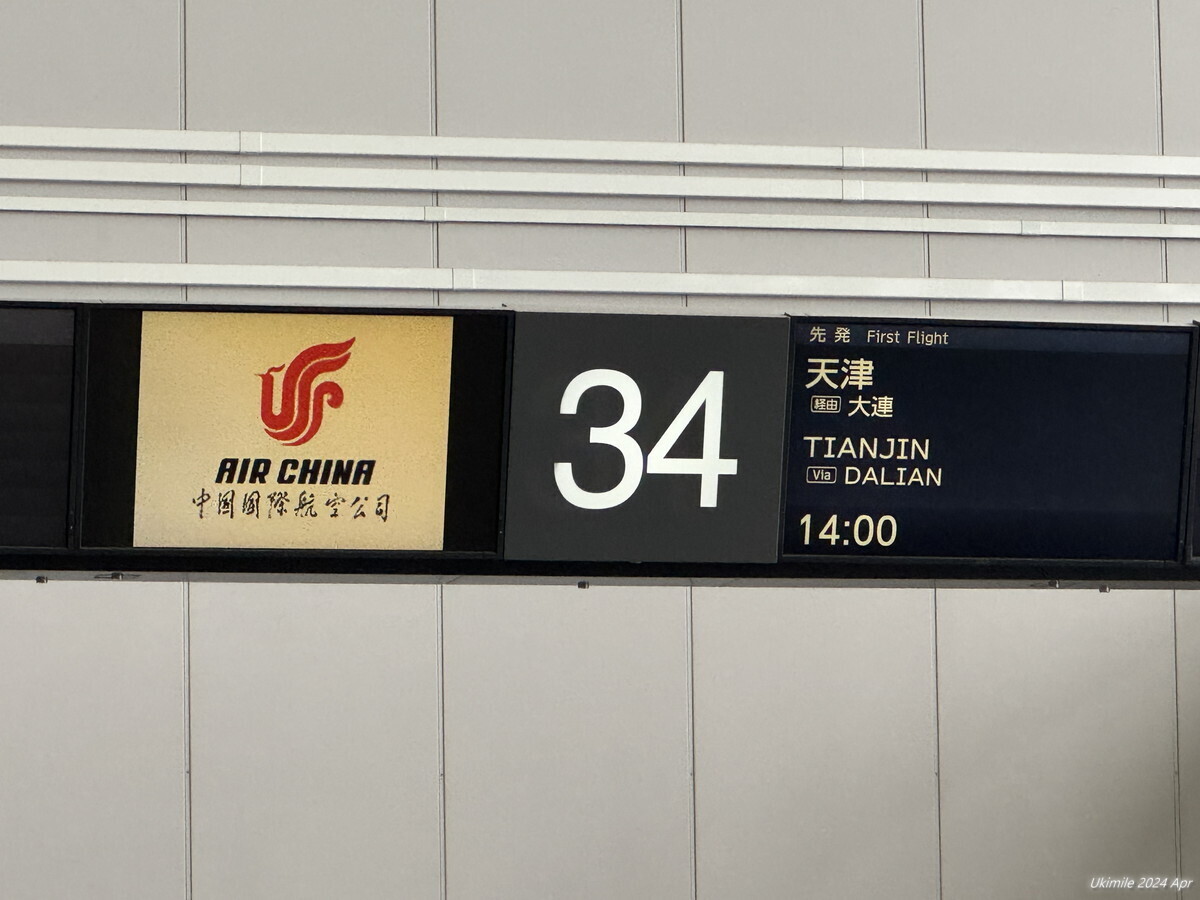 AIR CHINA
中国国際航空公司
34
先発 First Flight
天津
経由 大連
TIANJIN
Via DALIAN
14:00
Ukimile 2024 Apr